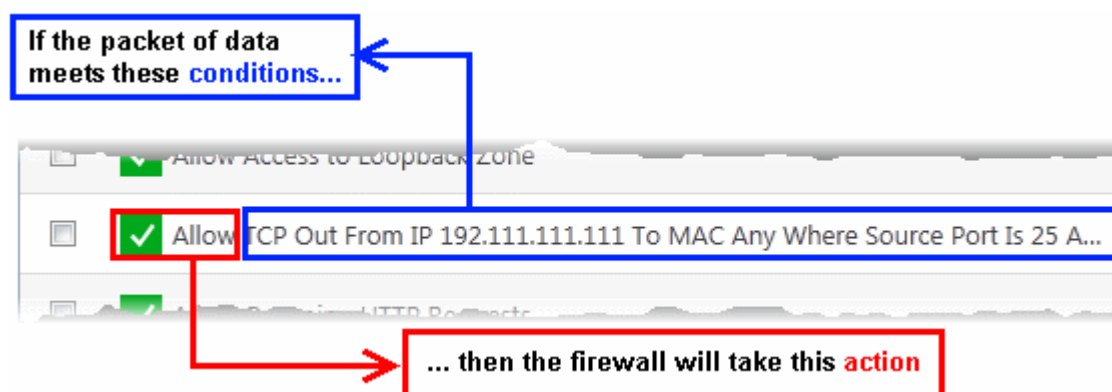 If the packet of data
meets these conditions...
Allow Access to Loopback Zone
Allow TCP Out From IP 192.111.111.111 To MAC Any Where Source Port Is 25 A...
HTTP
... then the firewall will take this action